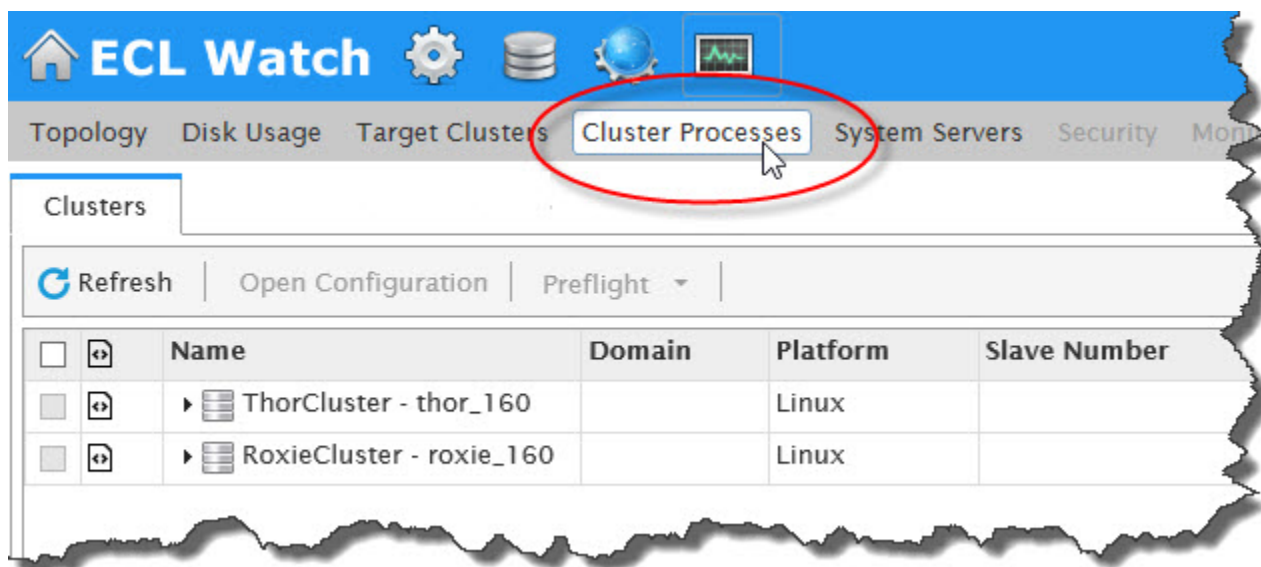 ECL Watch
Topology Disk Usage Target Clusters Cluster Processes System Servers Security
Clusters
Refresh Open Configuration Preflight
Name Domain Platform Slave Number
ThorCluster - thor_160 Linux
RoxieCluster - roxie_160 Linux